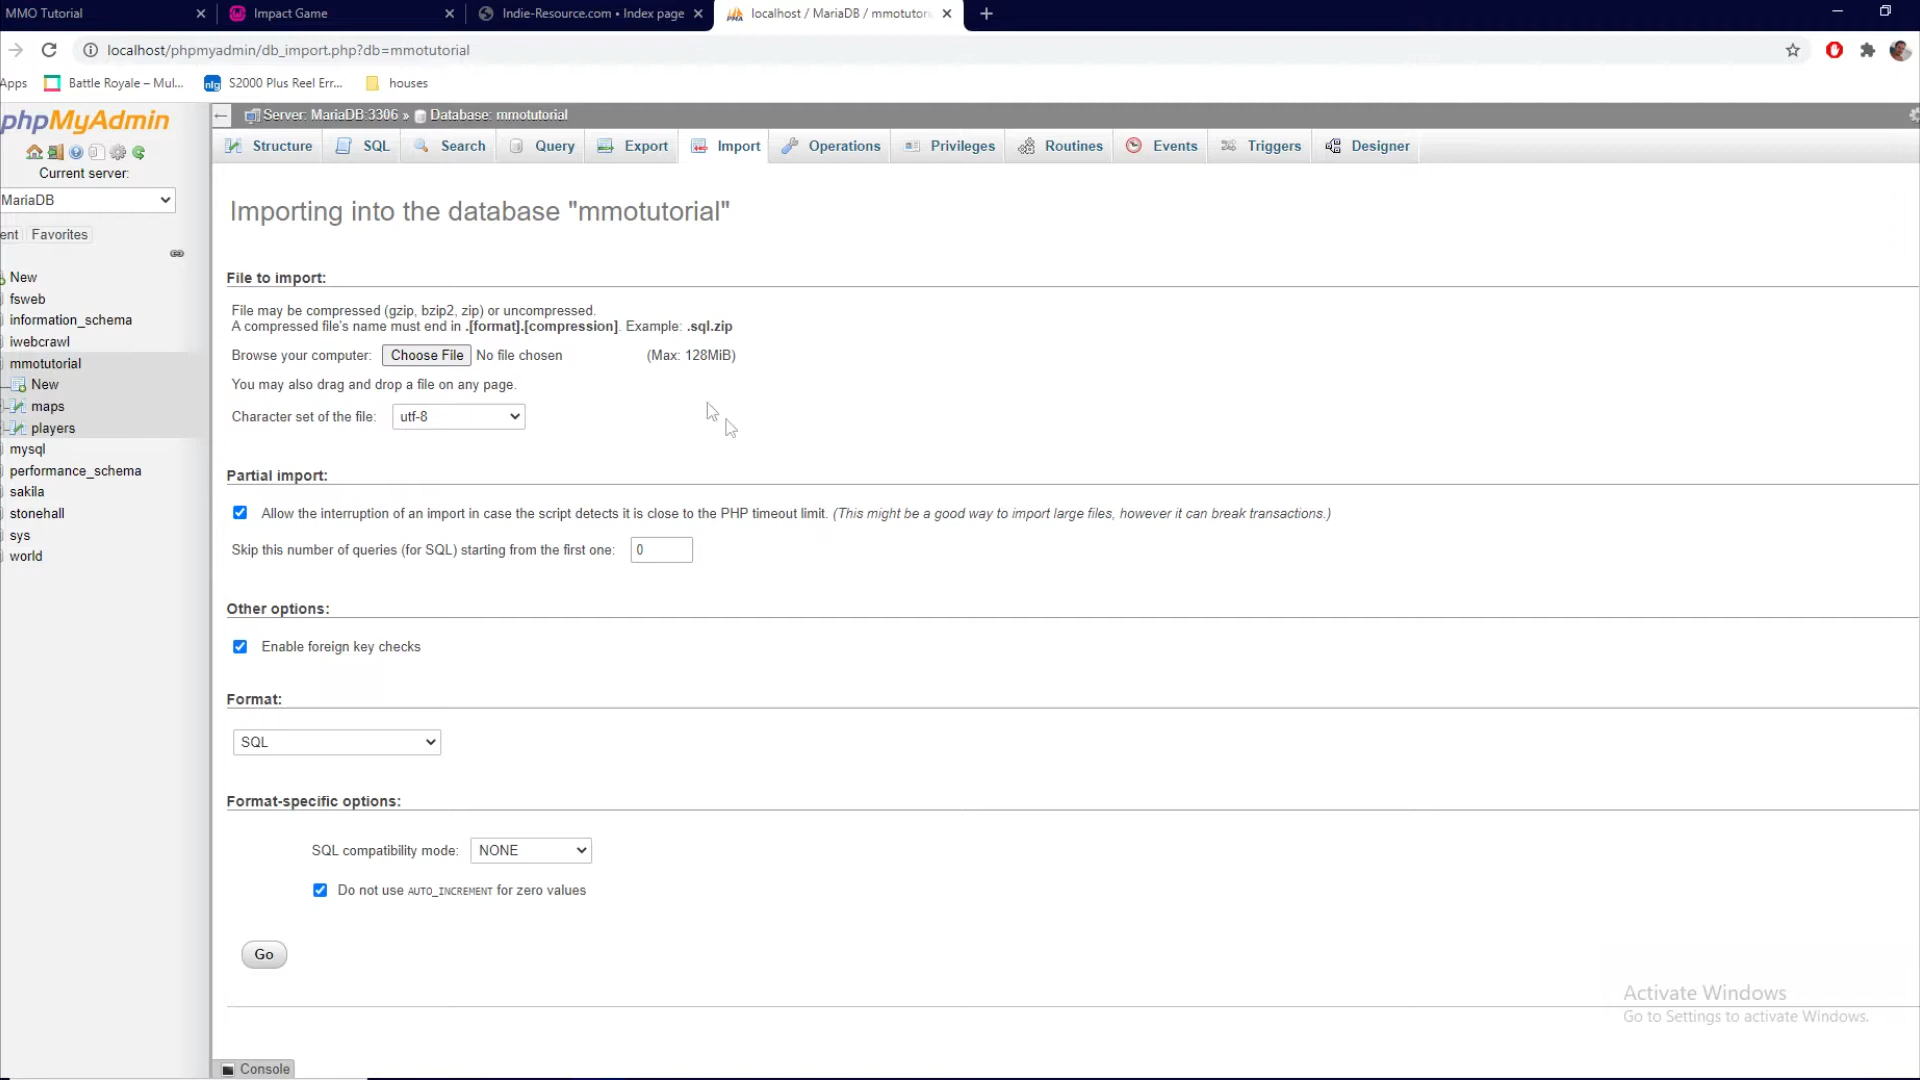 MMO Tutorial
Impact Game
Indie-Resource.com • Index page
localhost / MariaDB / mmotutori
localhost/phpmyadmin/db_import.php?db=mmotutorial
Apps
Battle Royale – Mul...
nlg
S2000 Plus Reel Err...
houses
phpMyAdmin
Server: MariaDB:3306 » Database: mmotutorial
Structure
SQL
Search
Query
Export
Import
Operations
Privileges
Routines
Events
Triggers
Designer
Current server:
MariaDB
ent
Favorites
New
fsweb
information_schema
iwebcrawl
mmotutorial
New
maps
players
mysql
performance_schema
sakila
stonehall
sys
world
Importing into the database "mmotutorial"
File to import:
File may be compressed (gzip, bzip2, zip) or uncompressed.
A compressed file's name must end in .[format].[compression]. Example: .sql.zip
Browse your computer: Choose File No file chosen (Max: 128MiB)
You may also drag and drop a file on any page.
Character set of the file: utf-8
Partial import:
Allow the interruption of an import in case the script detects it is close to the PHP timeout limit. (This might be a good way to import large files, however it can break transactions.)
Skip this number of queries (for SQL) starting from the first one: 0
Other options:
Enable foreign key checks
Format:
SQL
Format-specific options:
SQL compatibility mode: NONE
Do not use AUTO_INCREMENT for zero values
Go
Activate Windows
Go to Settings to activate Windows.
Console